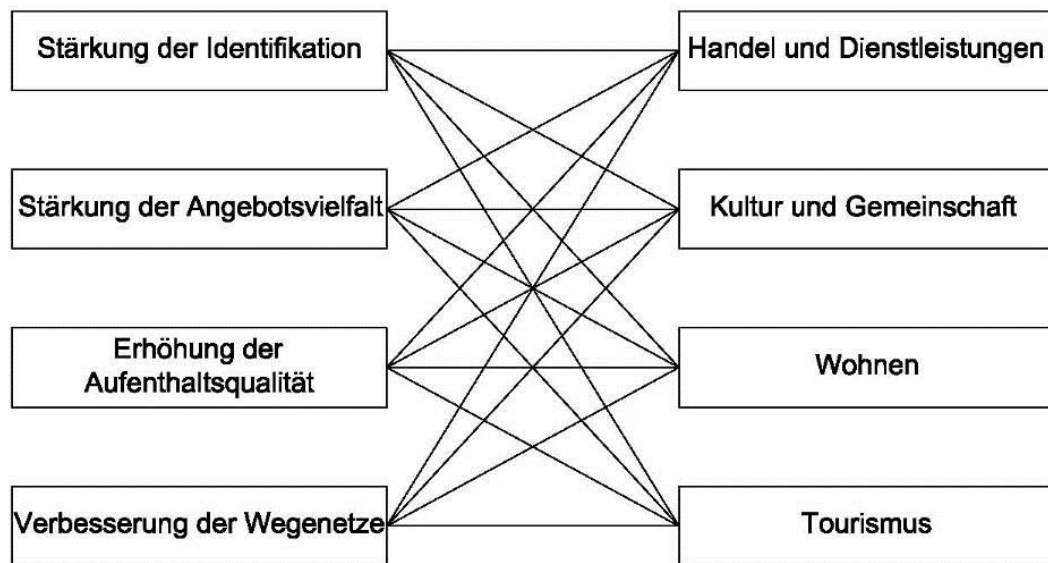 Stärkung der Identifikation
Handel und Dienstleistungen
Stärkung der Angebotsvielfalt
Kultur und Gemeinschaft
Erhöhung der
Aufenthaltsqualität
Wohnen
Verbesserung der Wegenetze
Tourismus